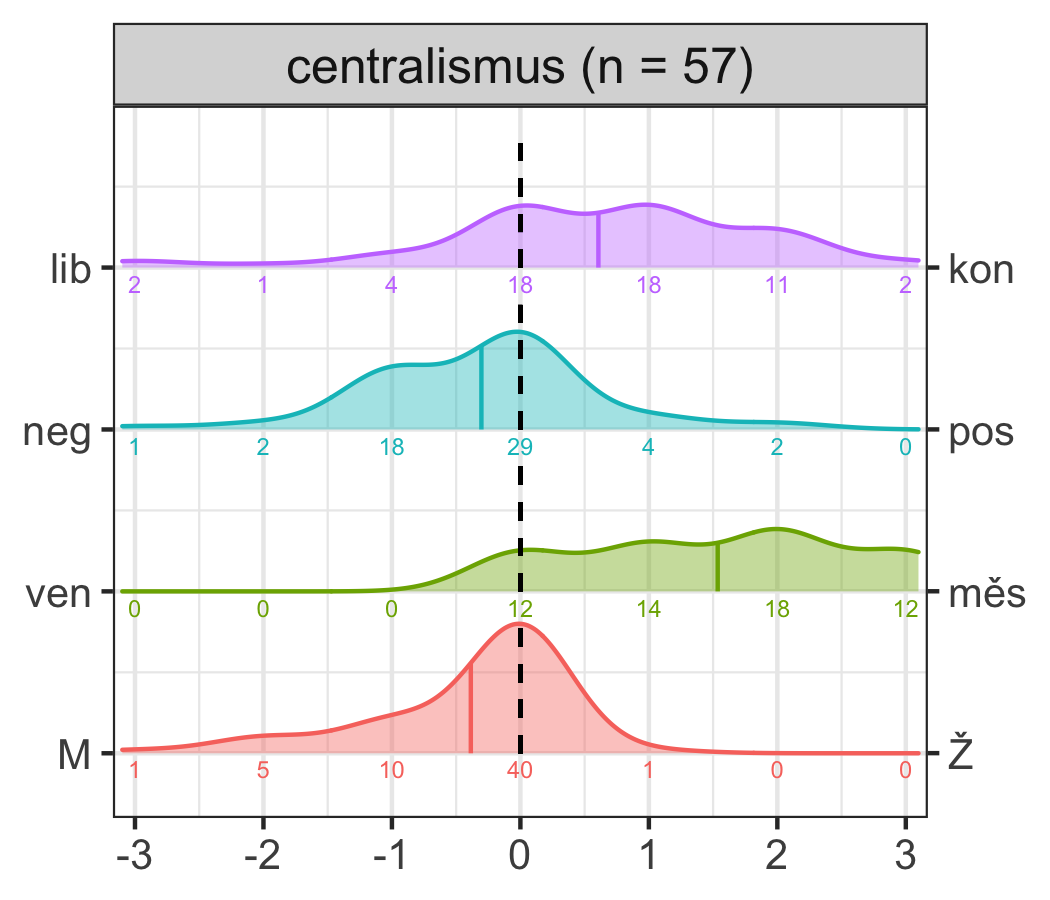 centralismus (n = 57)
lib kon
2 1 4 18 18 11 2
neg pos
1 2 18 29 4 2 0
ven měs
0 0 0 12 14 18 12
M Ž
1 5 10 40 1 0 0
-3 -2 -1 0 1 2 3